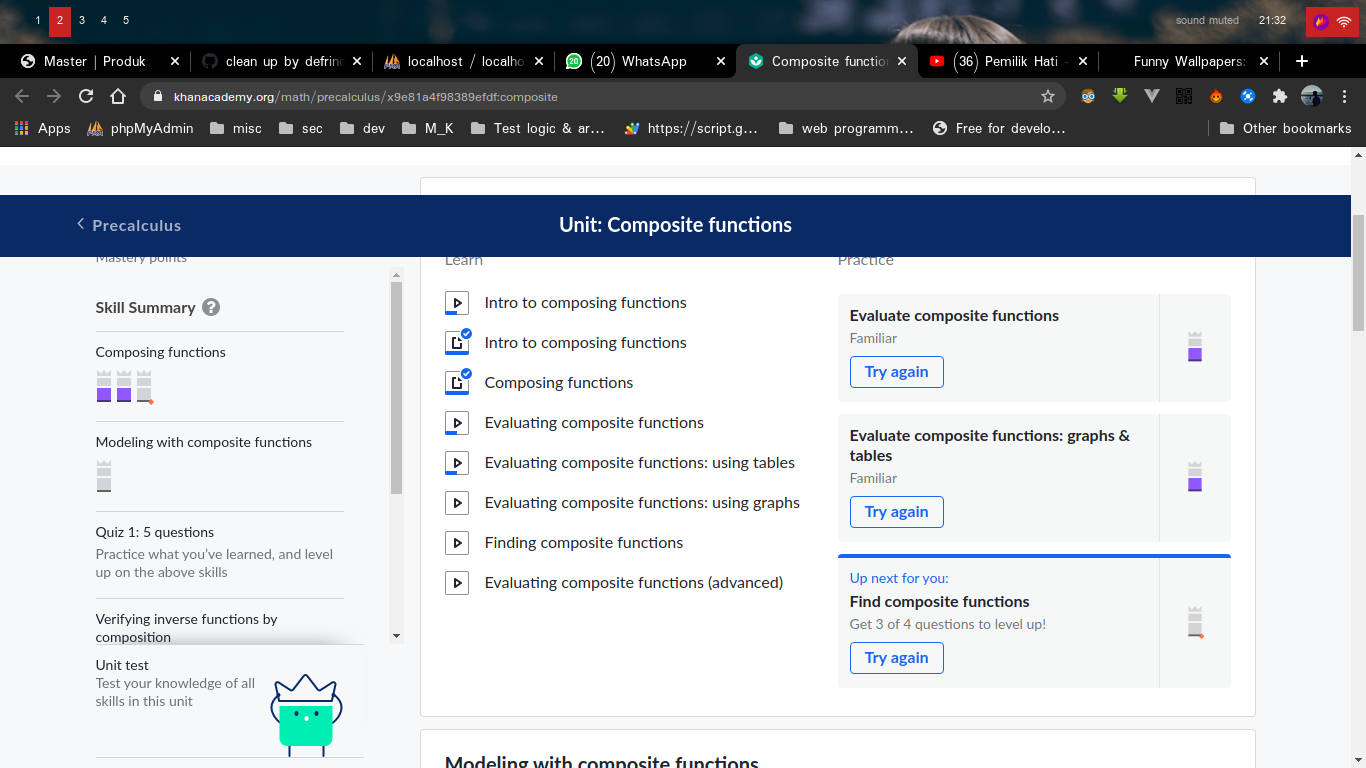 1 2 3 4 5
sound muted 21:32
Master | Produk
clean up by defrind
localhost / localho
(20) WhatsApp
Composite function
(36) Pemilik Hati -
Funny Wallpapers:
khanacademy.org/math/precalculus/x9e81a4f98389efdf:composite
Apps phpMyAdmin misc sec dev M_K Test logic & ar... https://script.g... web programm... Free for develo... Other bookmarks
Precalculus
Unit: Composite functions
Mastery points
Skill Summary ?
Composing functions
Modeling with composite functions
Quiz 1: 5 questions
Practice what you've learned, and level
up on the above skills
Verifying inverse functions by
composition
Unit test
Test your knowledge of all
skills in this unit
Learn
Intro to composing functions
Intro to composing functions
Composing functions
Evaluating composite functions
Evaluating composite functions: using tables
Evaluating composite functions: using graphs
Finding composite functions
Evaluating composite functions (advanced)
Practice
Evaluate composite functions
Familiar
Try again
Evaluate composite functions: graphs &
tables
Familiar
Try again
Up next for you:
Find composite functions
Get 3 of 4 questions to level up!
Try again
Modeling with composite functions